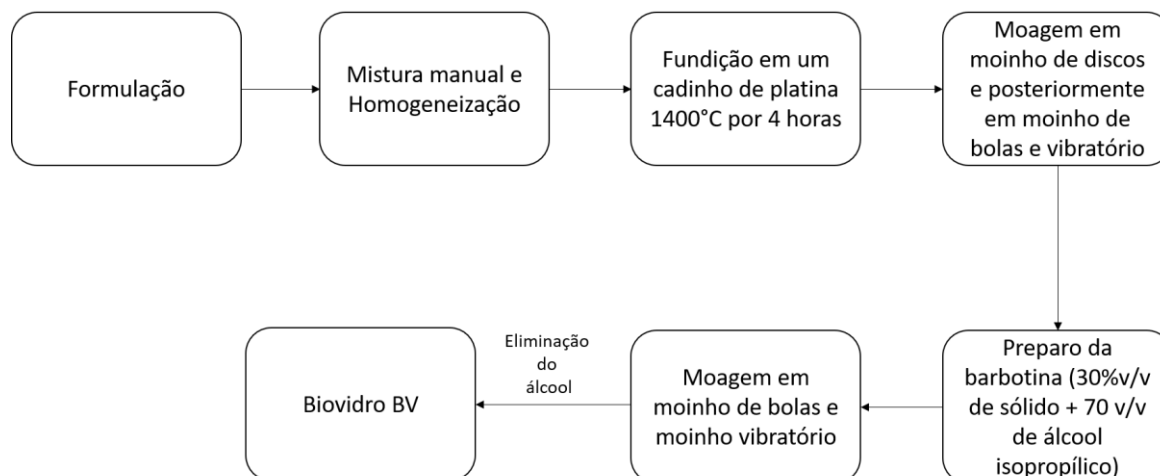 Formulação
Mistura manual e
Homogeneização
Fundição em um
cadinho de platina
1400°C por 4 horas
Moagem em
moinho de discos
e posteriormente
em moinho de
bolas e vibratório
Preparo da
barbotina (30%v/v
de sólido + 70 v/v
de álcool
isopropílico)
Moagem em
moinho de bolas e
moinho vibratório
Eliminação
do
álcool
Biovidro BV